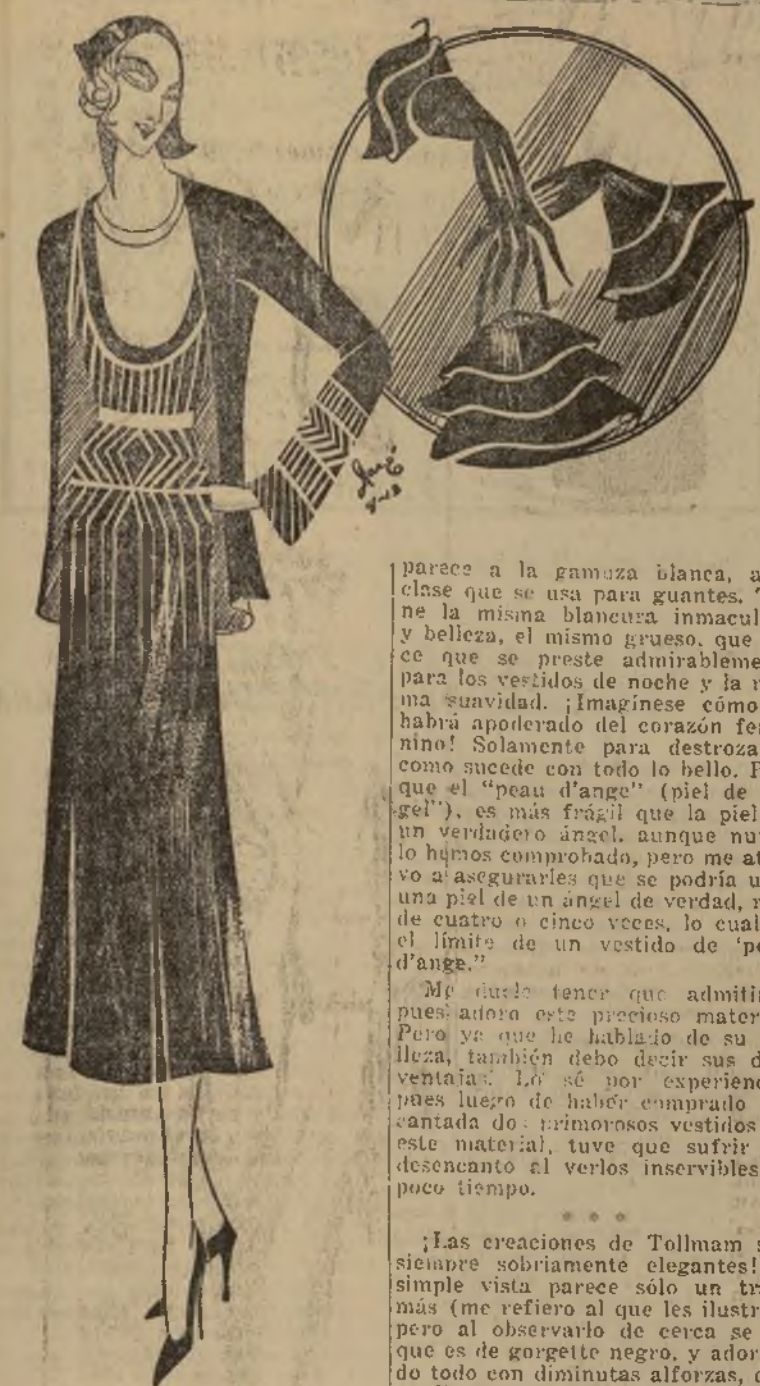 parece a la gamuza blanca, a
clase que se usa para guantes.
ne la misma blancura inmacul
y belleza, el mismo grueso, que
ce que se preste admirableme
para los vestidos de noche y la
ma suavidad. ¡Imagínese cómo
habrá apoderado del corazón fe
nino! Solamente para destroza
como sucede con todo lo bello. P
que el "peau d'ange" (piel de
gel"), es más frágil que la piel
un verdadero ángel, aunque nu
lo hemos comprobado, pero me at
vo a asegurarles que se podría u
una piel de un ángel de verdad,
de cuatro o cinco veces, lo cual
el límite de un vestido de 'pe
d'ange."
Me duele tener que admiti
pues adoro este precioso mater
Pero ya que he hablado de su
lleza, también debo decir sus d
ventajas. Lo sé por experienc
pues luego de haber comprado
cantada dos primorosos vestidos
este material, tuve que sufrir
desencanto al verlos inservibles
poco tiempo.
¡Las creaciones de Tollmam s
siempre sobriamente elegantes!
simple vista parece sólo un tr
más (me refiero al que les ilustr
pero al observarlo de cerca se
que es de gorgette negro, y ador
do todo con diminutas alforzas,